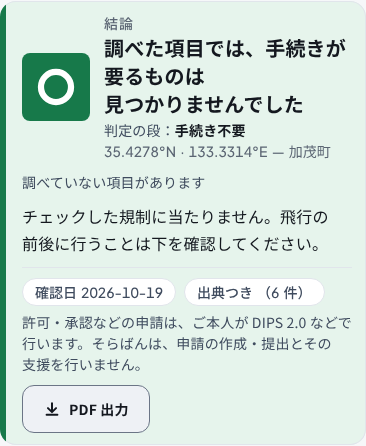 結論
調べた項目では、手続きが
要るものは
見つかりませんでした
判定の段：手続き不要
35.4278°N · 133.3314°E — 加茂町
調べていない項目があります
チェックした規制に当たりません。飛行の
前後に行うことは下を確認してください。
確認日 2026-10-19
出典つき （6 件）
許可・承認などの申請は、ご本人が DIPS 2.0 などで
行います。そらばんは、申請の作成・提出とその
支援を行いません。
PDF 出力